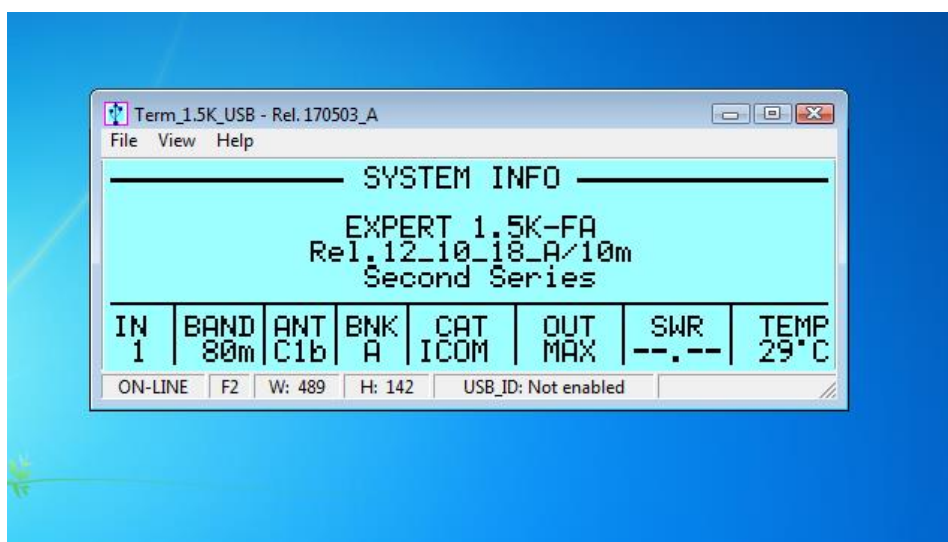 Term_1.5K_USB - Rel. 170503_A
File View Help
SYSTEM INFO
EXPERT 1.5K-FA
Rel.12_10_18_A/10m
Second Series
IN BAND ANT BNK CAT OUT SWR TEMP
1 80m C1b A ICOM MAX --.-- 29°C
ON-LINE F2 W: 489 H: 142 USB_ID: Not enabled